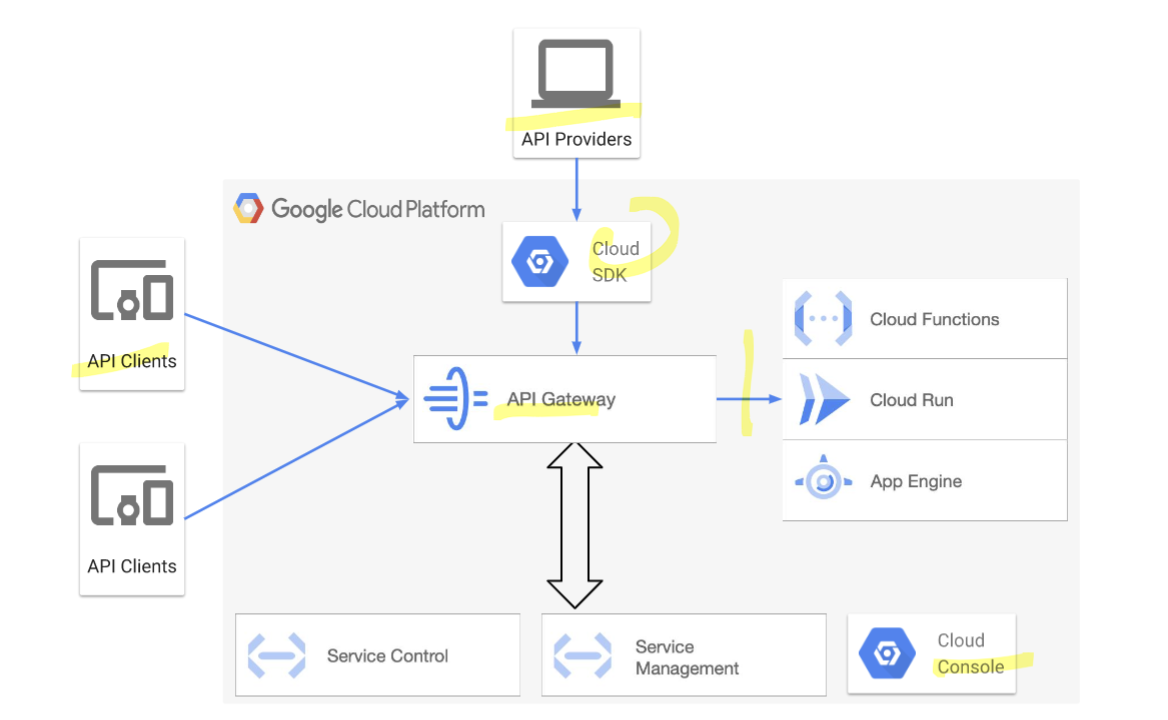 API Providers
Google Cloud Platform
Cloud
SDK
API Clients
Cloud Functions
API Gateway
Cloud Run
App Engine
API Clients
Service Control
Service
Management
Cloud
Console